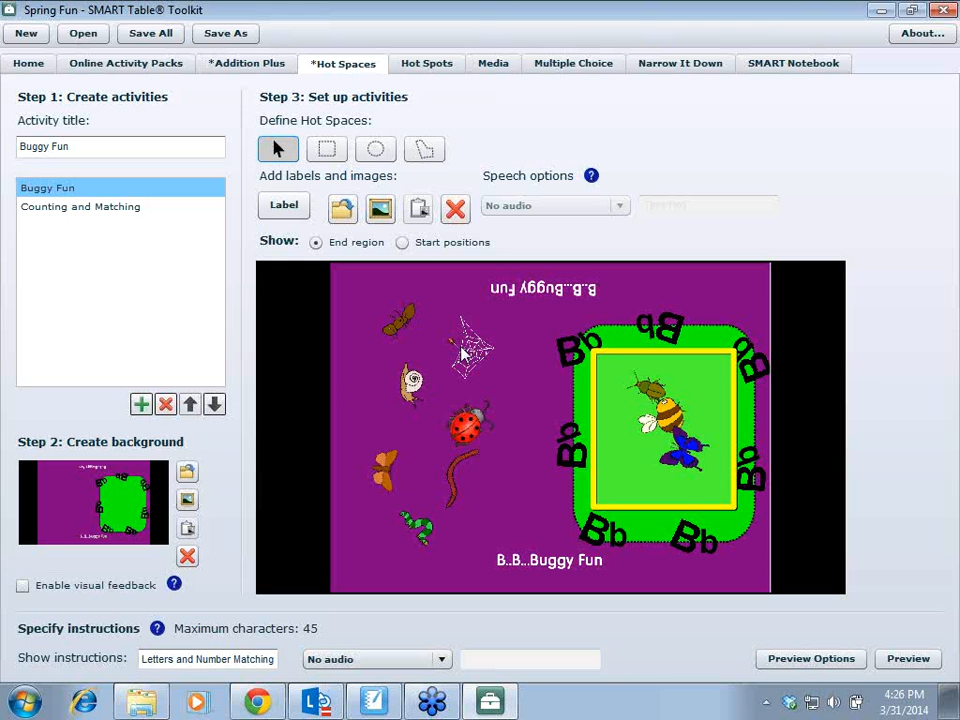 Spring Fun - SMART Table® Toolkit
New Open Save All Save As About...
Home Online Activity Packs *Addition Plus *Hot Spaces Hot Spots Media Multiple Choice Narrow It Down SMART Notebook
Step 1: Create activities
Activity title:
Buggy Fun
Buggy Fun
Counting and Matching
Step 2: Create background
Enable visual feedback ?
Step 3: Set up activities
Define Hot Spaces:
Add labels and images:
Speech options ?
Label
No audio
Show: End region Start positions
B..B...Buggy Fun
Bb
Bb
Bb
Bb
Bb
Bb
Bb
B..B...Buggy Fun
Specify instructions ? Maximum characters: 45
Show instructions: Letters and Number Matching No audio
Preview Options Preview
4:26 PM
3/31/2014